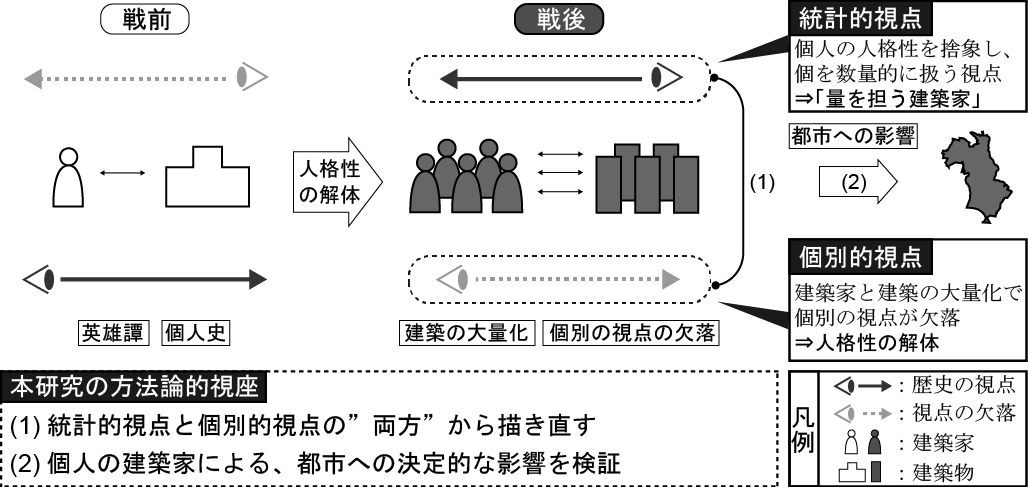 戦前
戦後
統計的視点
個人の人格性を捨象し、
個を数量的に扱う視点
⇒「量を担う建築家」
人格性
の解体
(1)
都市への影響
(2)
個別的視点
建築家と建築の大量化で
個別の視点が欠落
⇒人格性の解体
英雄譚
個人史
建築の大量化
個別の視点の欠落
本研究の方法論的視座
(1) 統計的視点と個別的視点の”両方”から描き直す
(2) 個人の建築家による、都市への決定的な影響を検証
凡例
：歴史の視点
：視点の欠落
：建築家
：建築物